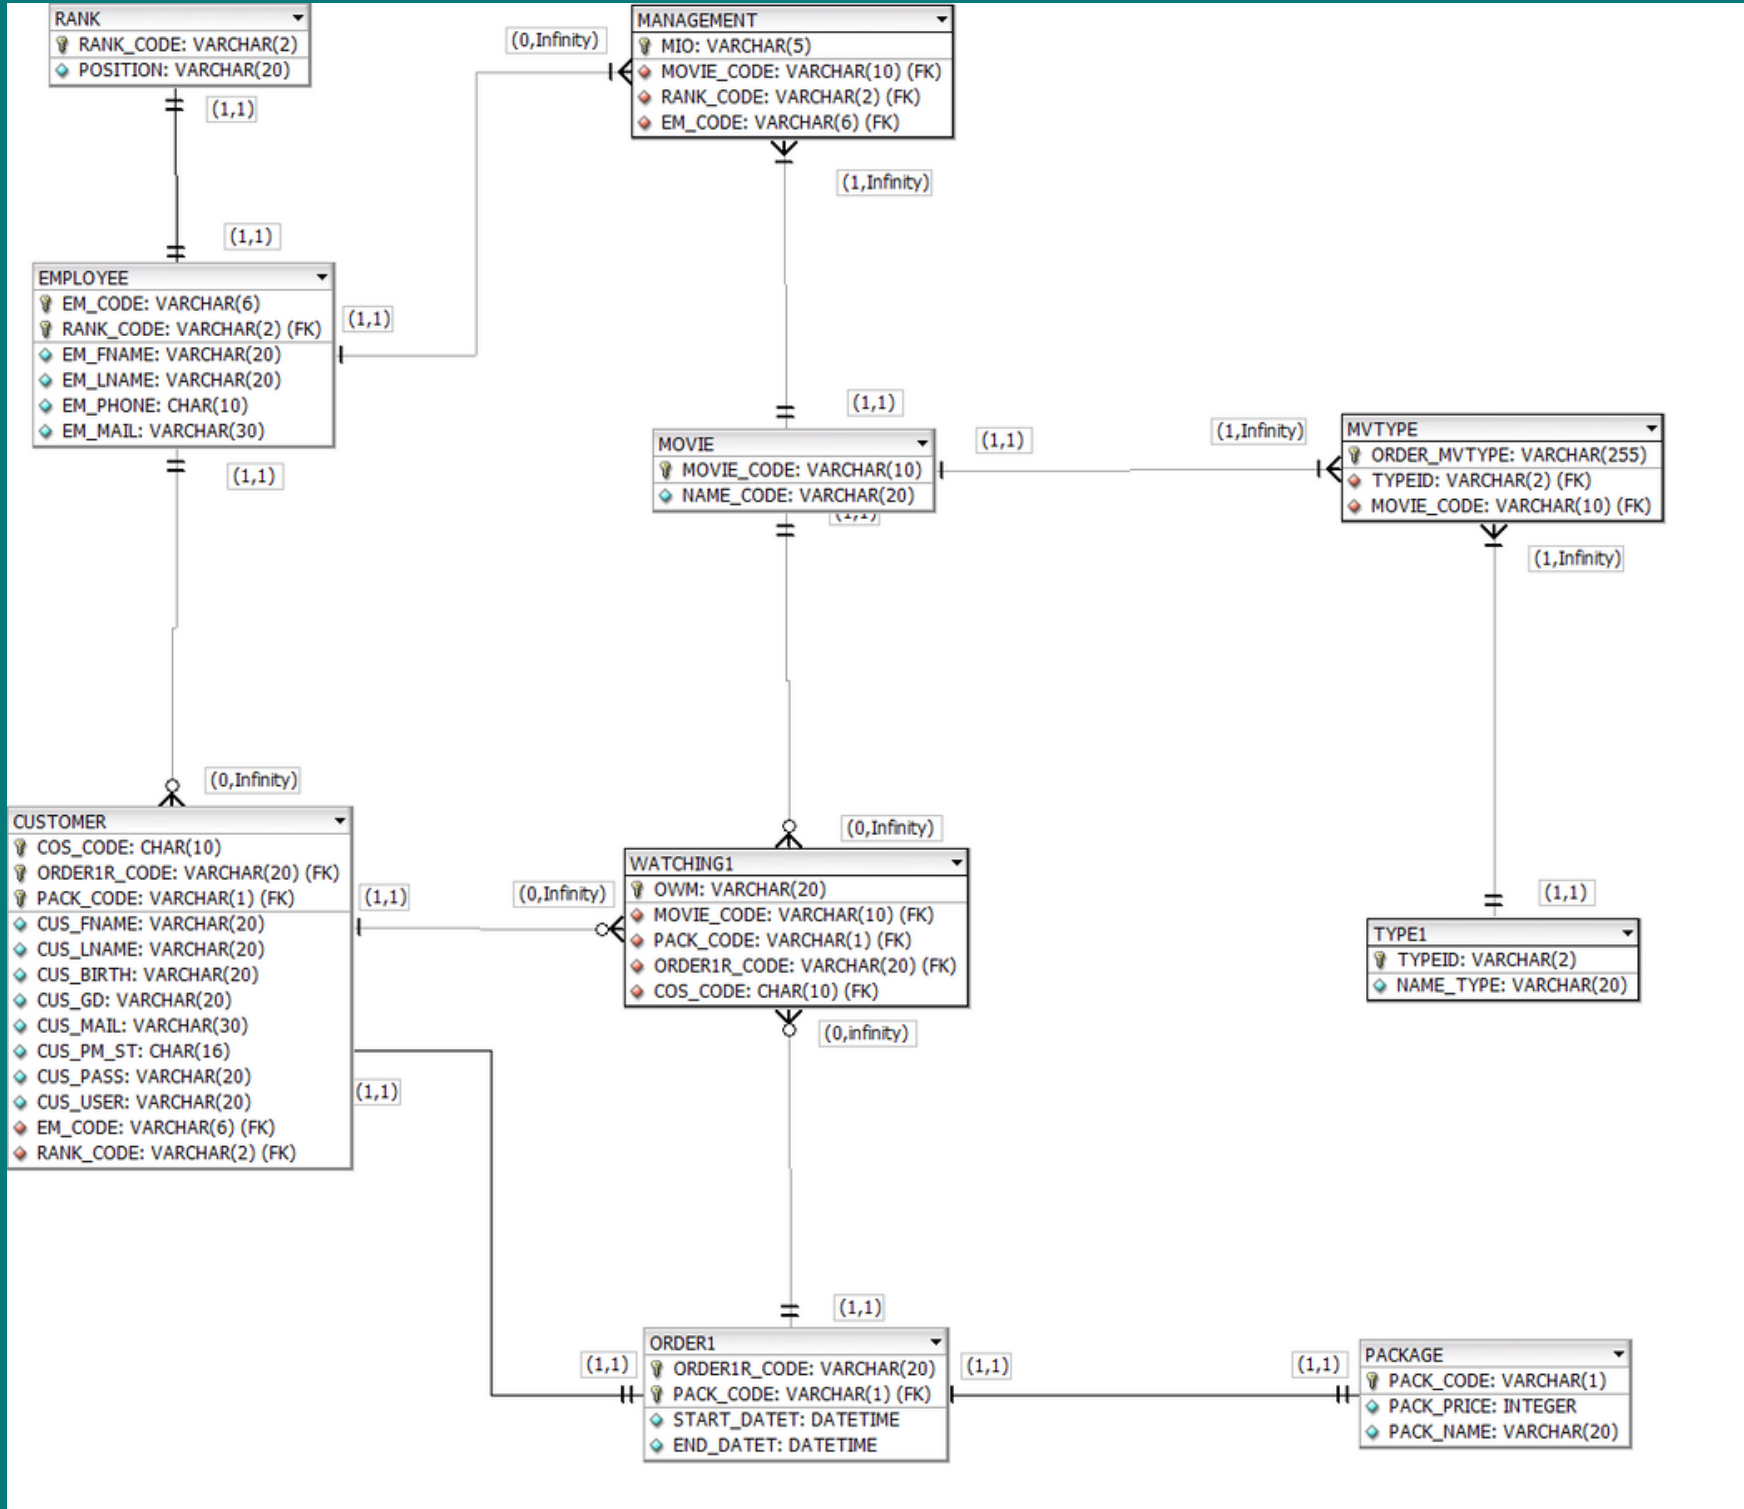 RANK
RANK_CODE: VARCHAR(2)
POSITION: VARCHAR(20)
(1,1)
(1,1)
(0,Infinity)
MANAGEMENT
MIO: VARCHAR(5)
MOVIE_CODE: VARCHAR(10) (FK)
RANK_CODE: VARCHAR(2) (FK)
EM_CODE: VARCHAR(6) (FK)
(1,Infinity)
EMPLOYEE
EM_CODE: VARCHAR(6)
RANK_CODE: VARCHAR(2) (FK)
EM_FNAME: VARCHAR(20)
EM_LNAME: VARCHAR(20)
EM_PHONE: CHAR(10)
EM_MAIL: VARCHAR(30)
(1,1)
(1,1)
(1,1)
MOVIE
MOVIE_CODE: VARCHAR(10)
NAME_CODE: VARCHAR(20)
(1,1)
(1,1)
(1,Infinity)
MVTYPE
ORDER_MVTYPE: VARCHAR(255)
TYPEID: VARCHAR(2) (FK)
MOVIE_CODE: VARCHAR(10) (FK)
(1,Infinity)
(0,Infinity)
CUSTOMER
COS_CODE: CHAR(10)
ORDER1R_CODE: VARCHAR(20) (FK)
PACK_CODE: VARCHAR(1) (FK)
CUS_FNAME: VARCHAR(20)
CUS_LNAME: VARCHAR(20)
CUS_BIRTH: VARCHAR(20)
CUS_GD: VARCHAR(20)
CUS_MAIL: VARCHAR(30)
CUS_PM_ST: CHAR(16)
CUS_PASS: VARCHAR(20)
CUS_USER: VARCHAR(20)
EM_CODE: VARCHAR(6) (FK)
RANK_CODE: VARCHAR(2) (FK)
(1,1)
(1,1)
(0,Infinity)
(0,Infinity)
WATCHING1
OWM: VARCHAR(20)
MOVIE_CODE: VARCHAR(10) (FK)
PACK_CODE: VARCHAR(1) (FK)
ORDER1R_CODE: VARCHAR(20) (FK)
COS_CODE: CHAR(10) (FK)
(0,infinity)
(1,1)
TYPE1
TYPEID: VARCHAR(2)
NAME_TYPE: VARCHAR(20)
(1,1)
(1,1)
ORDER1
ORDER1R_CODE: VARCHAR(20)
PACK_CODE: VARCHAR(1) (FK)
START_DATET: DATETIME
END_DATET: DATETIME
(1,1)
(1,1)
PACKAGE
PACK_CODE: VARCHAR(1)
PACK_PRICE: INTEGER
PACK_NAME: VARCHAR(20)